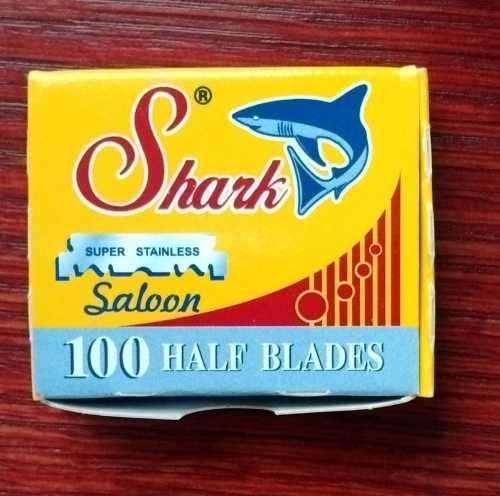 Shark®
SUPER STAINLESS
Saloon
100 HALF BLADES